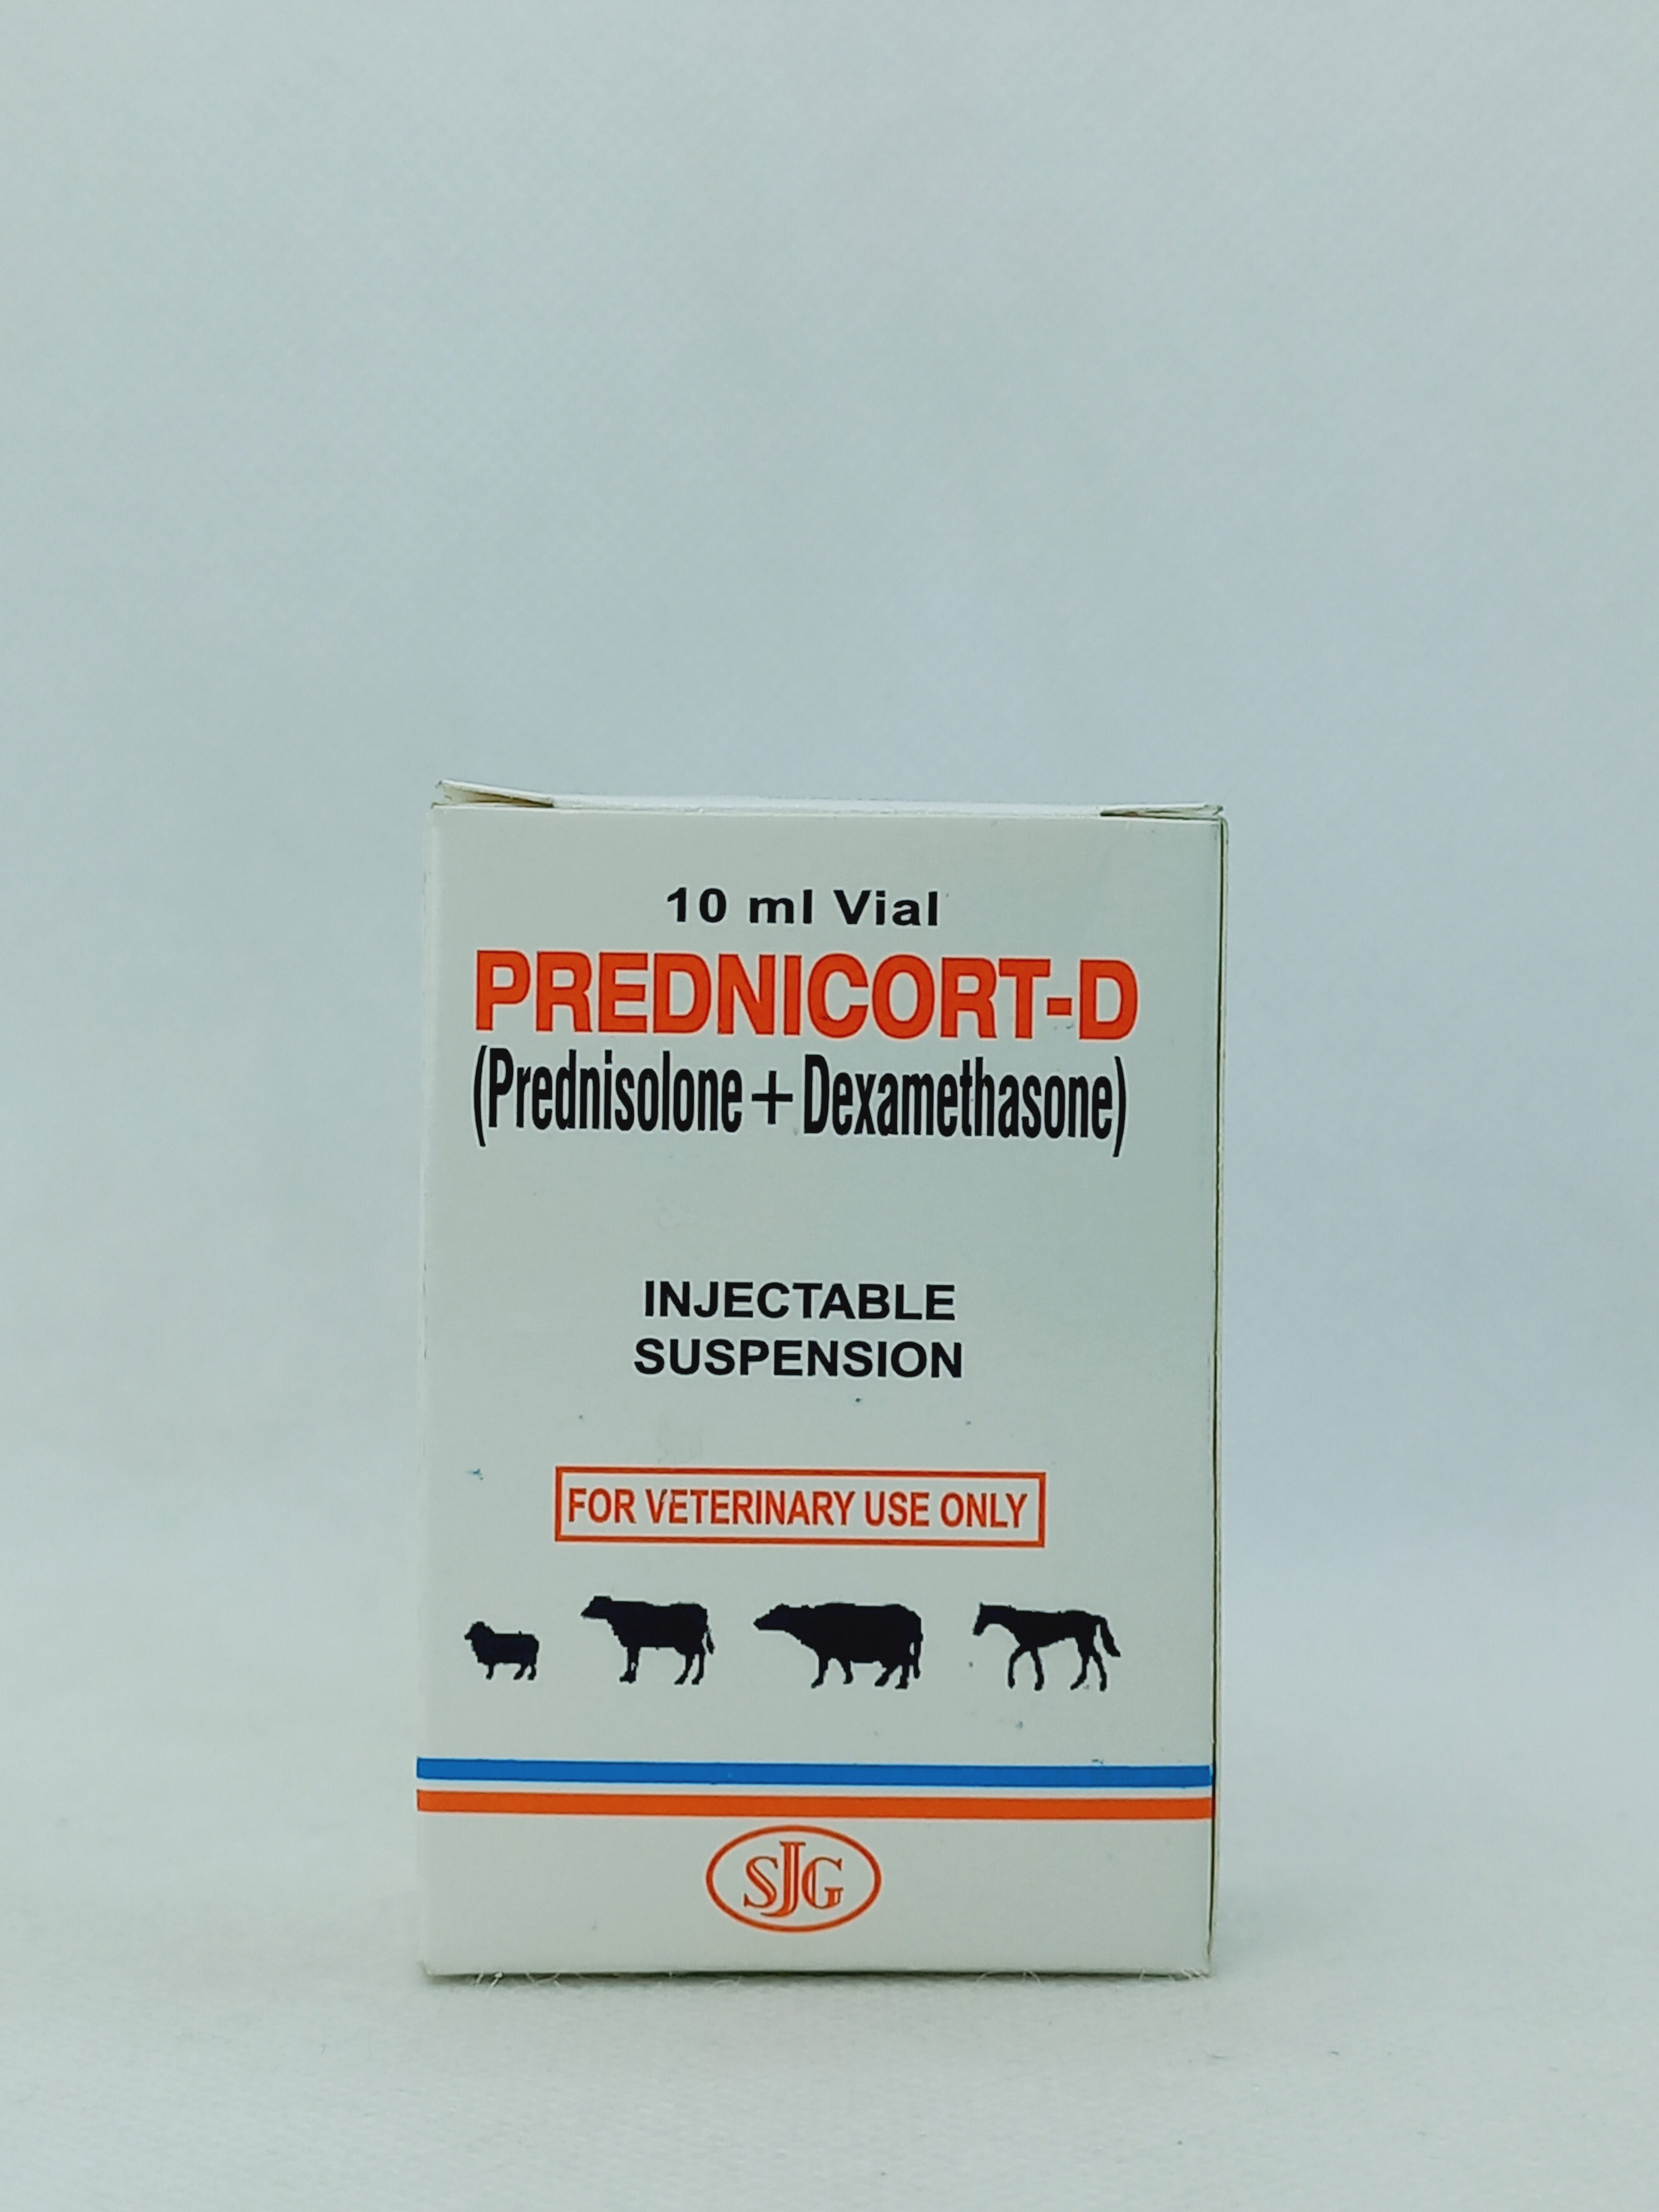 10 ml Vial
PREDNICORT-D
(Prednisolone + Dexamethasone)
INJECTABLE
SUSPENSION
FOR VETERINARY USE ONLY
SJG